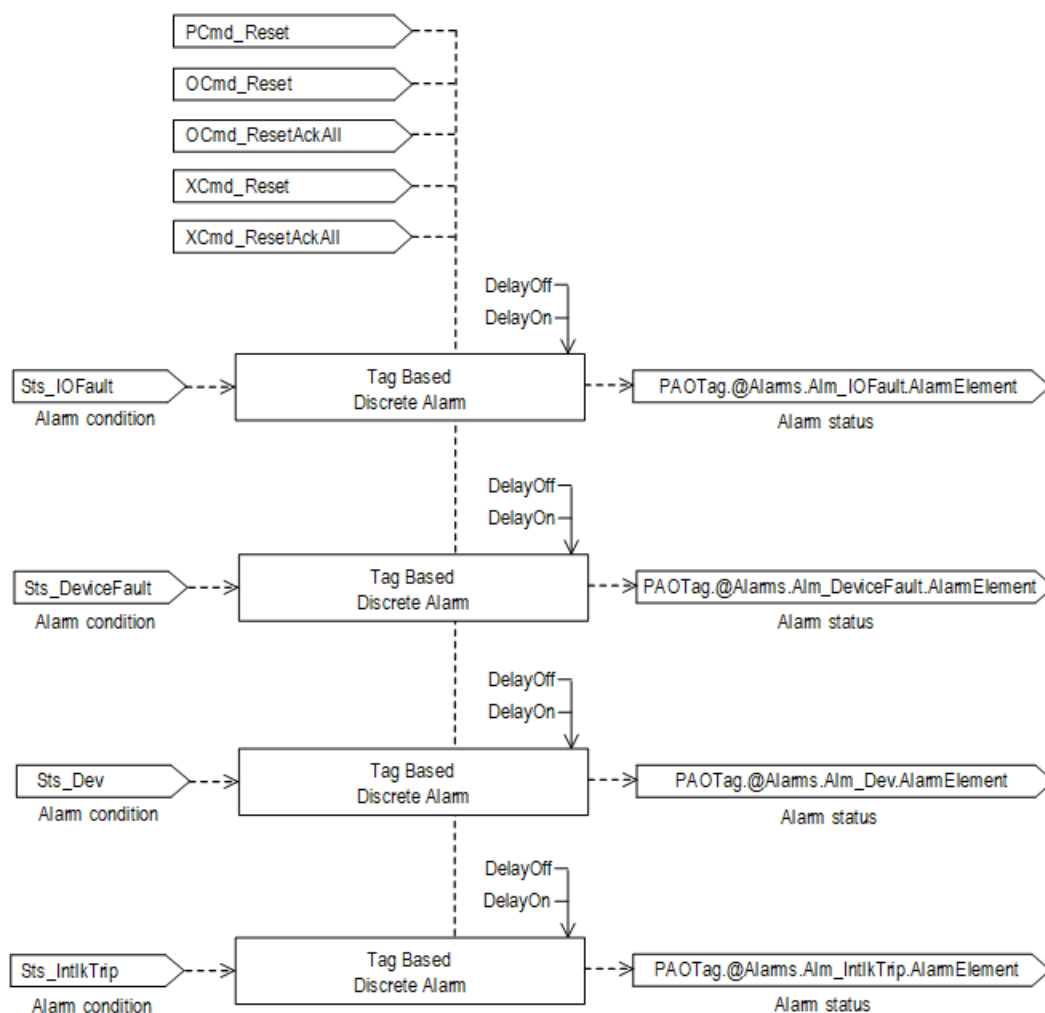 PCmd_Reset
OCmd_Reset
OCmd_ResetAckAll
XCmd_Reset
XCmd_ResetAckAll
DelayOff
DelayOn
Sts_IOFault
Alarm condition
Tag Based
Discrete Alarm
PAOTag.@Alarms.Alm_IOFault.AlarmElement
Alarm status
DelayOff
DelayOn
Sts_DeviceFault
Alarm condition
Tag Based
Discrete Alarm
PAOTag.@Alarms.Alm_DeviceFault.AlarmElement
Alarm status
DelayOff
DelayOn
Sts_Dev
Alarm condition
Tag Based
Discrete Alarm
PAOTag.@Alarms.Alm_Dev.AlarmElement
Alarm status
DelayOff
DelayOn
Sts_IntlkTrip
Alarm condition
Tag Based
Discrete Alarm
PAOTag.@Alarms.Alm_IntlkTrip.AlarmElement
Alarm status